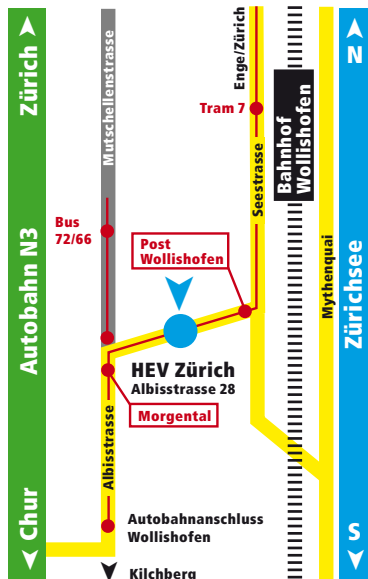 Zürich
Autobahn N3
Chur
Mutschellenstrasse
Enge/Zürich
Tram 7
Seestrasse
Bahnhof
Wollishofen
N
Zürichsee
S
Mythenquai
Bus
72/66
Post
Wollishofen
HEV Zürich
Albisstrasse 28
Morgental
Albisstrasse
Autobahnanschluss
Wollishofen
Kilchberg